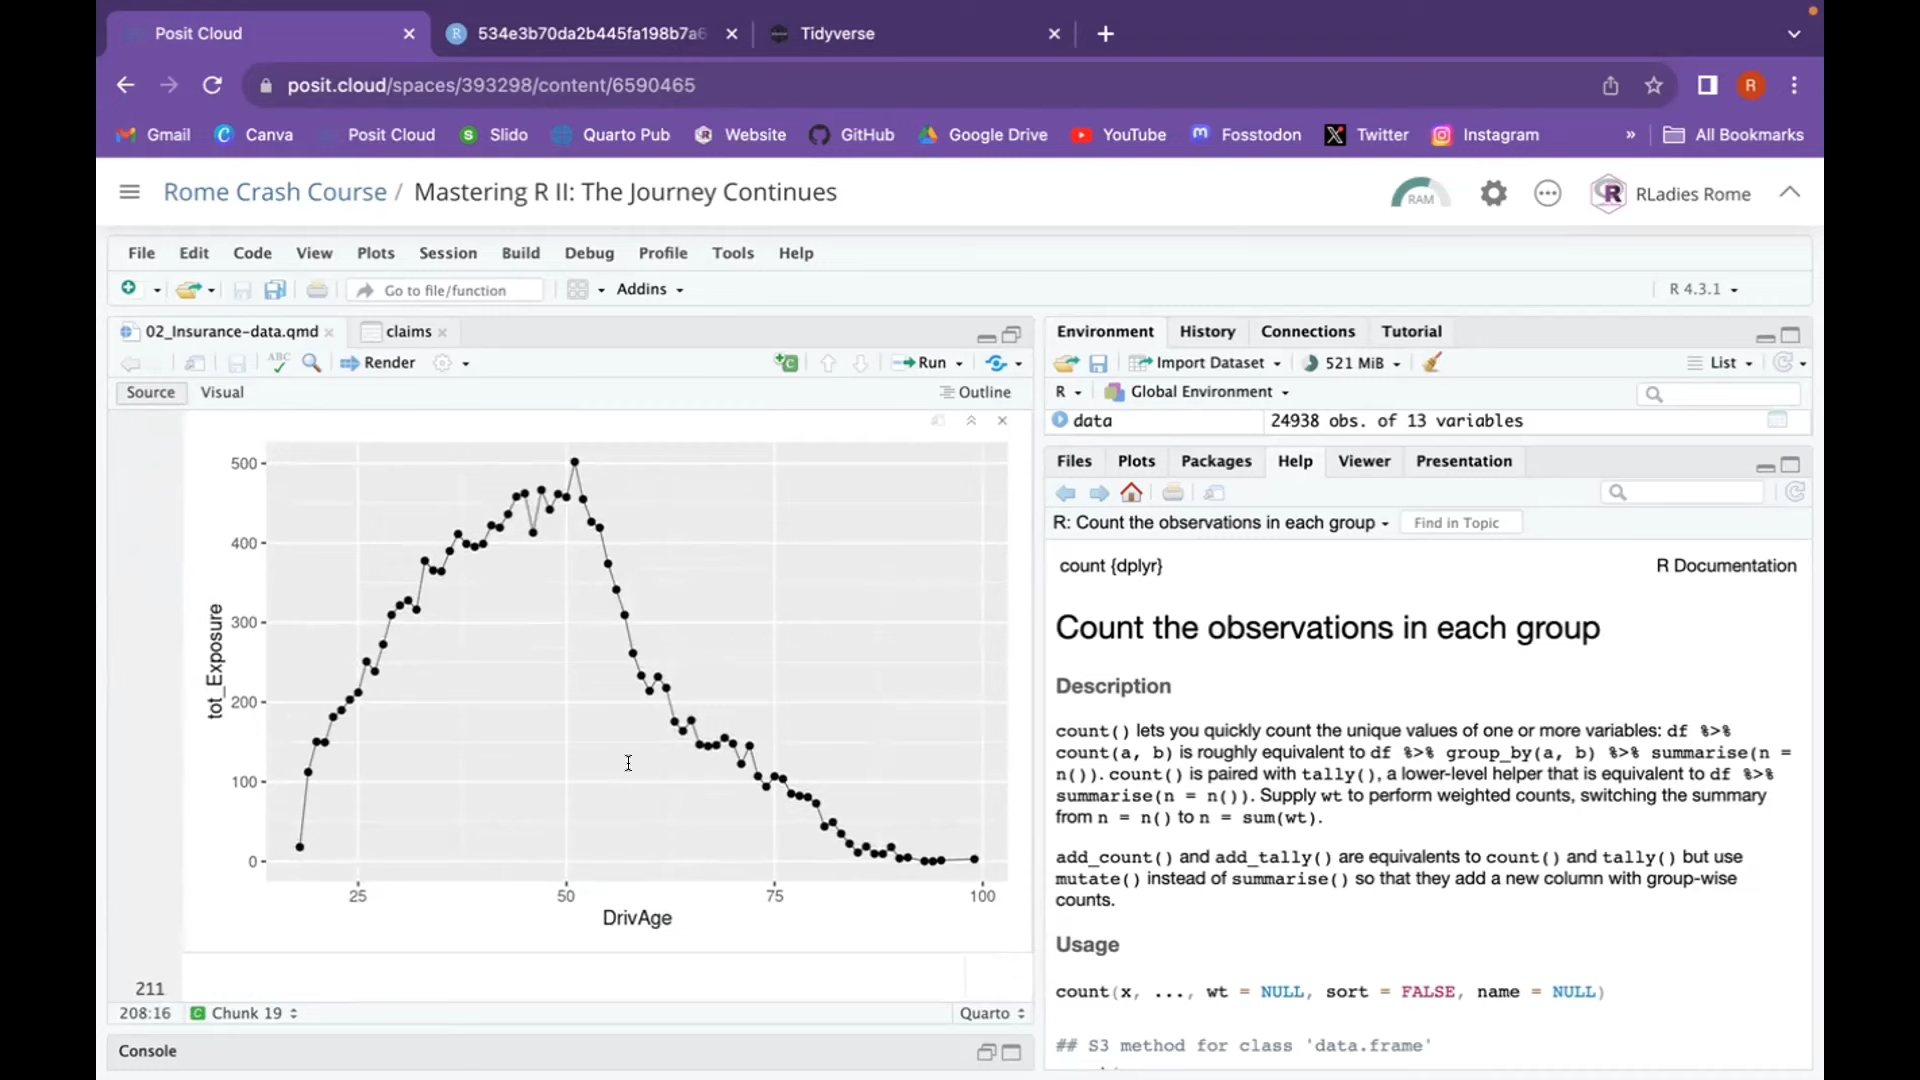 Posit Cloud
534e3b70da2b445fa198b7a6
Tidyverse
posit.cloud/spaces/393298/content/6590465
R
Gmail Canva Posit Cloud Slido Quarto Pub Website GitHub Google Drive YouTube Fosstodon Twitter Instagram » All Bookmarks
Rome Crash Course / Mastering R II: The Journey Continues
RAM
RLadies Rome
File Edit Code View Plots Session Build Debug Profile Tools Help
Go to file/function
Addins
R 4.3.1
02_Insurance-data.qmd
claims
ABC
Render
Run
Source Visual
Outline
500
400
300
200
100
0
tot_Exposure
25 50 75 100
DrivAge
211
208:16 Chunk 19
Quarto
Console
Environment History Connections Tutorial
Import Dataset
521 MiB
List
R Global Environment
data 24938 obs. of 13 variables
Files Plots Packages Help Viewer Presentation
R: Count the observations in each group
Find in Topic
count {dplyr} R Documentation
Count the observations in each group
Description
count() lets you quickly count the unique values of one or more variables: df %>%
count(a, b) is roughly equivalent to df %>% group_by(a, b) %>% summarise(n =
n()). count() is paired with tally(), a lower-level helper that is equivalent to df %>%
summarise(n = n()). Supply wt to perform weighted counts, switching the summary
from n = n() to n = sum(wt).
add_count() and add_tally() are equivalents to count() and tally() but use
mutate() instead of summarise() so that they add a new column with group-wise
counts.
Usage
count(x, ..., wt = NULL, sort = FALSE, name = NULL)
## S3 method for class 'data.frame'